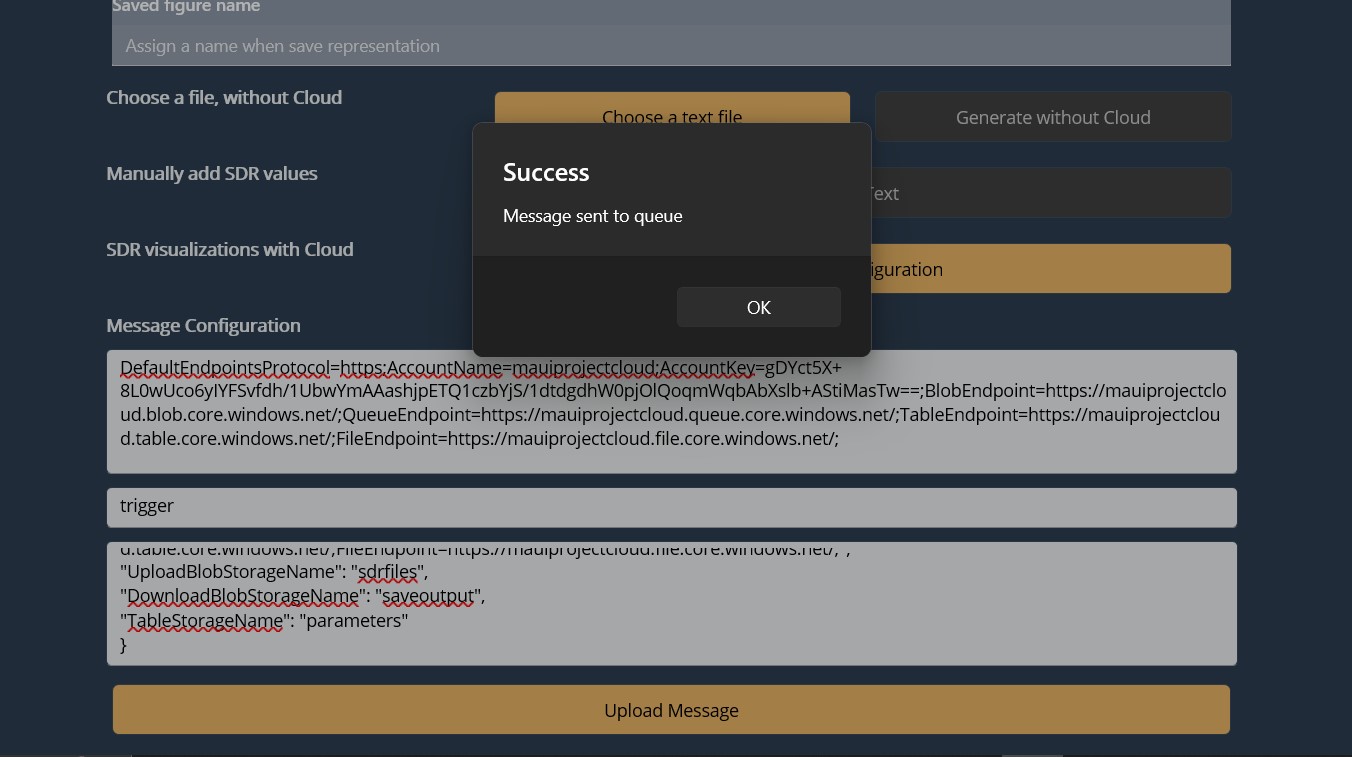 Saved figure name
Assign a name when save representation
Choose a file, without Cloud
Choose a text file
Generate without Cloud
Success
Message sent to queue
OK
Manually add SDR values
Text
SDR visualizations with Cloud
iguration
Message Configuration
DefaultEndpointsProtocol=https;AccountName=mauiprojectcloud;AccountKey=gDYct5X+
8L0wUco6yIYFSvfdh/1UbwYmAAashjpETQ1czbYjS/1dtdgdhW0pjOlQoqmWqbAbXslb+AStiMasTw==;BlobEndpoint=https://mauiprojectclo
ud.blob.core.windows.net/;QueueEndpoint=https://mauiprojectcloud.queue.core.windows.net/;TableEndpoint=https://mauiprojectclou
d.table.core.windows.net/;FileEndpoint=https://mauiprojectcloud.file.core.windows.net/;
trigger
d.table.core.windows.net/;FileEndpoint=https://mauiprojectcloud.file.core.windows.net/;",
"UploadBlobStorageName": "sdrfiles",
"DownloadBlobStorageName": "saveoutput",
"TableStorageName": "parameters"
}
Upload Message